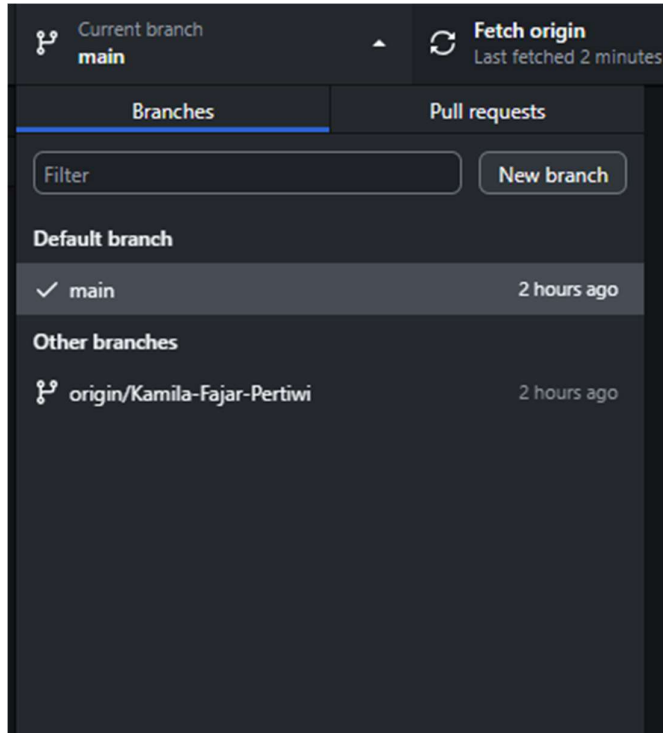 Current branch
main
Fetch origin
Last fetched 2 minutes
Branches
Pull requests
Filter
New branch
Default branch
main
2 hours ago
Other branches
origin/Kamila-Fajar-Pertiwi
2 hours ago